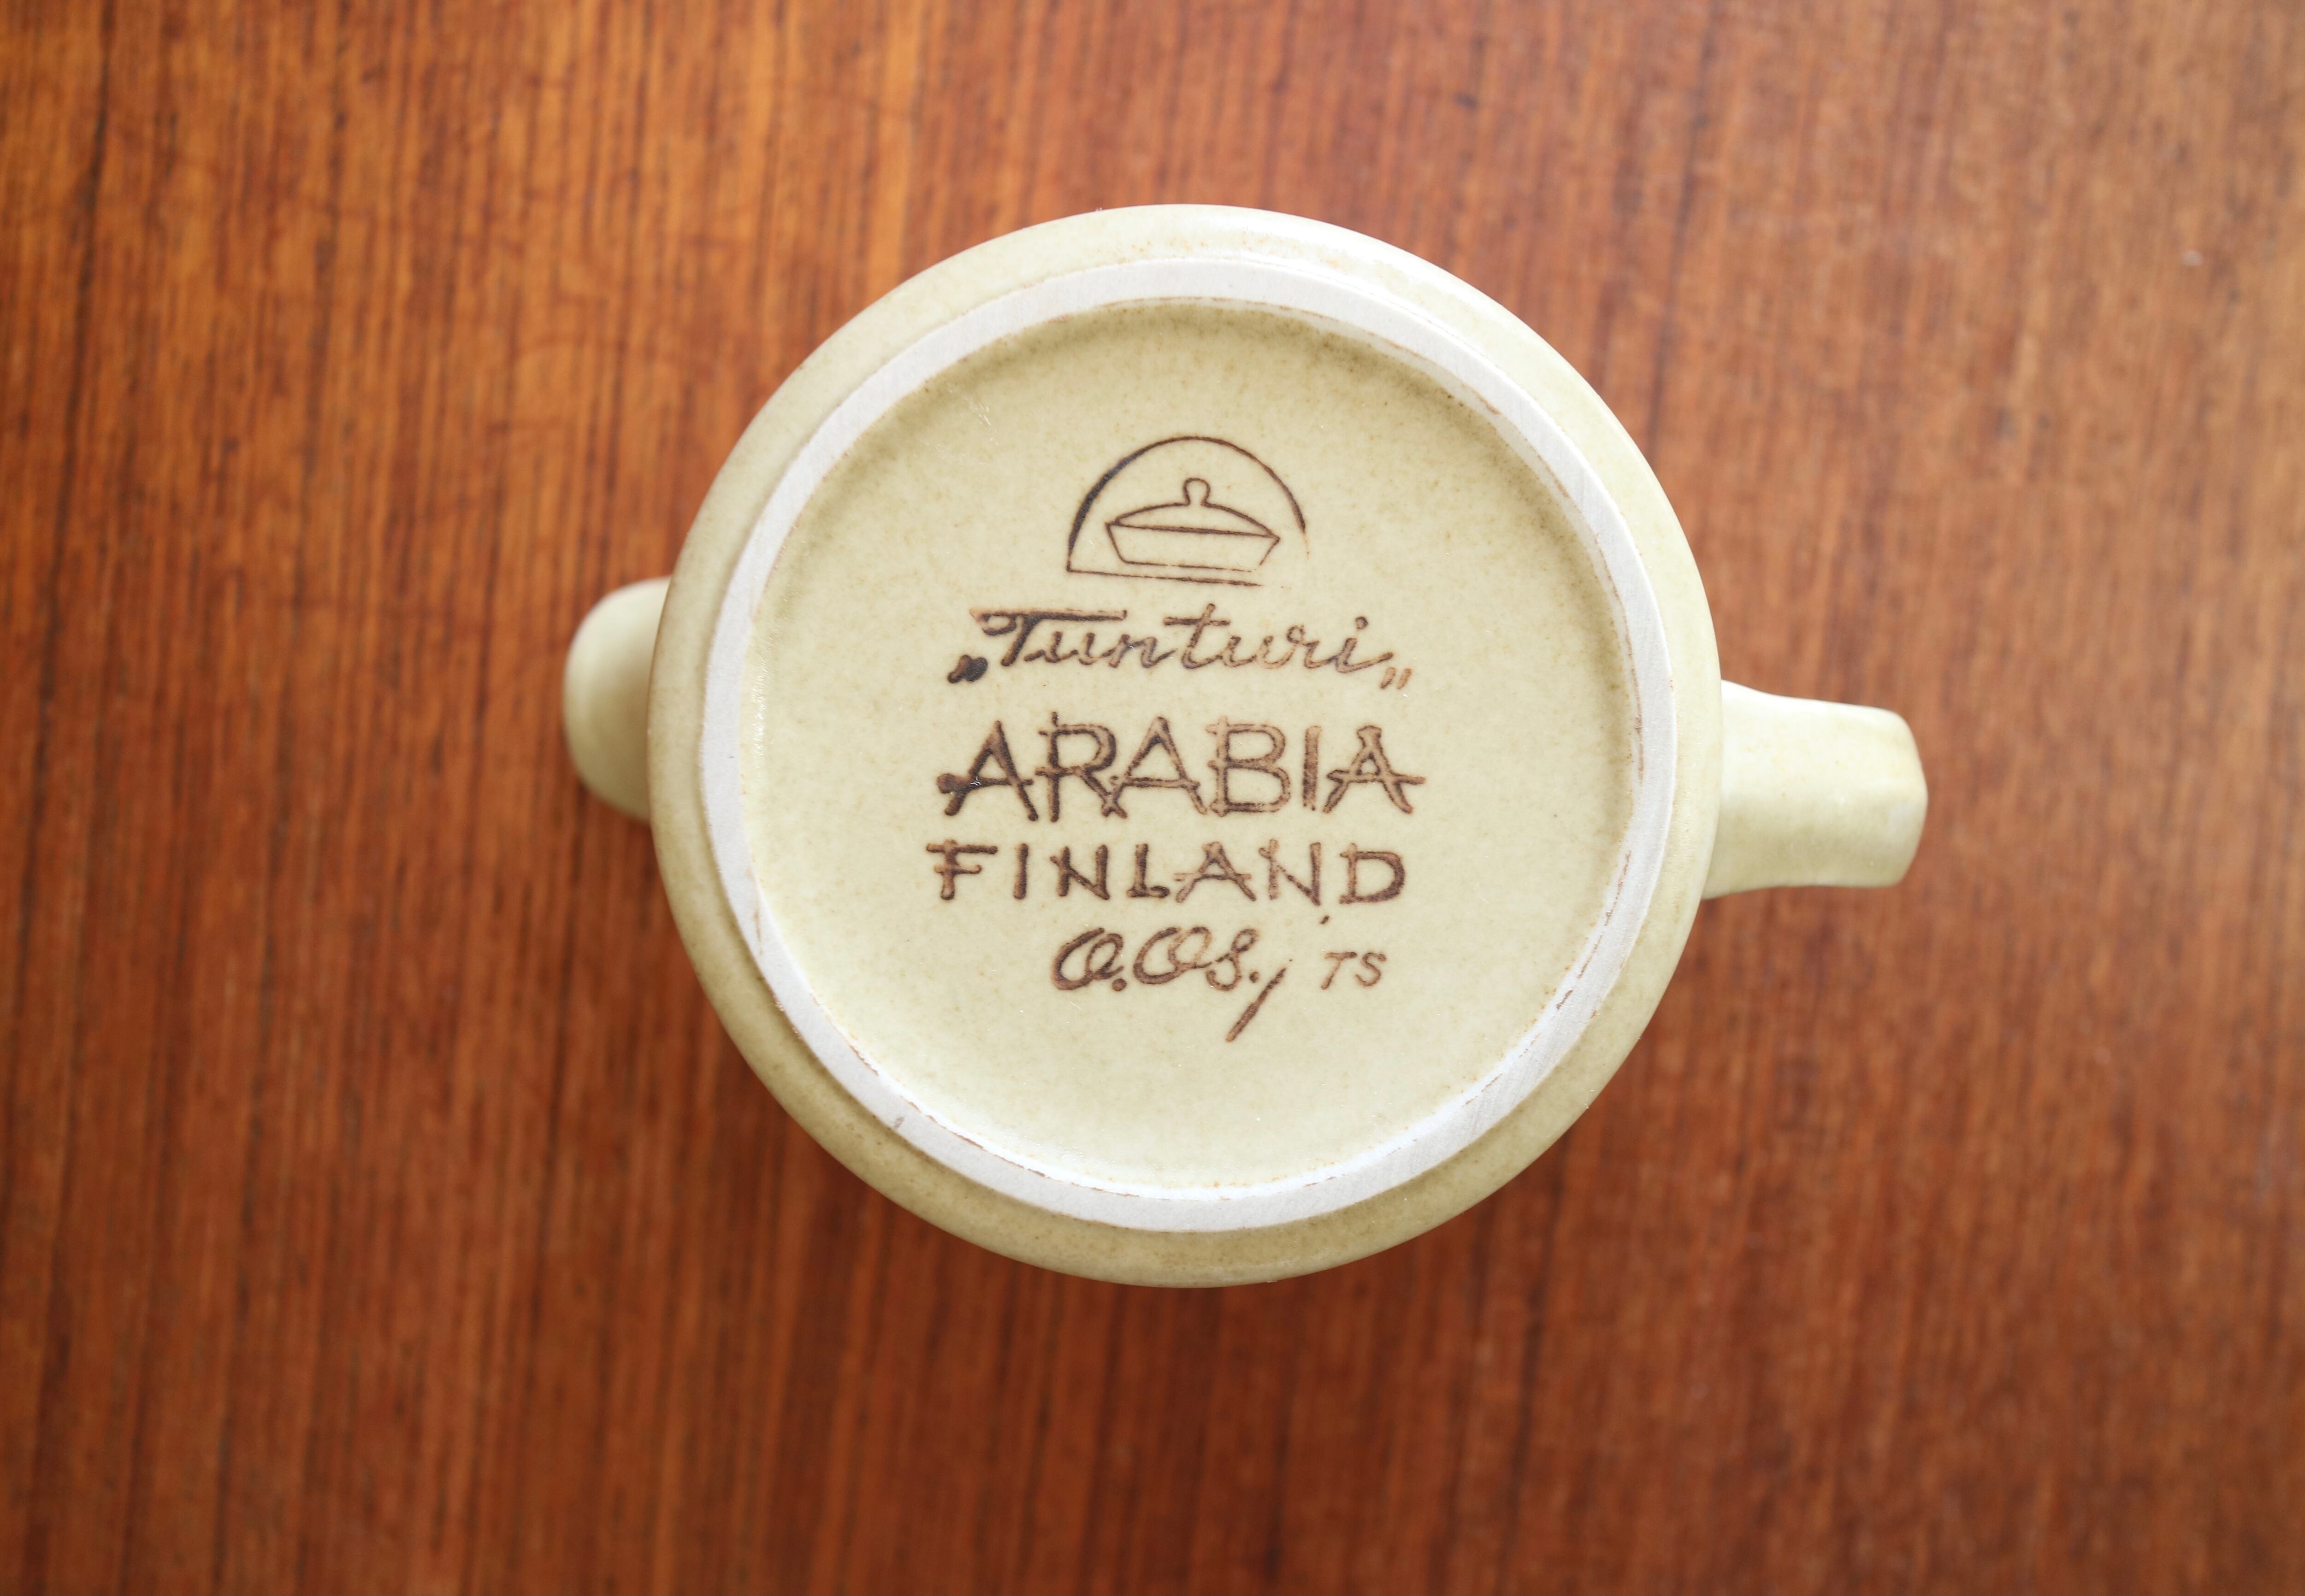 „Tunturi„
ARABIA
FINLAND
O.Os./ TS